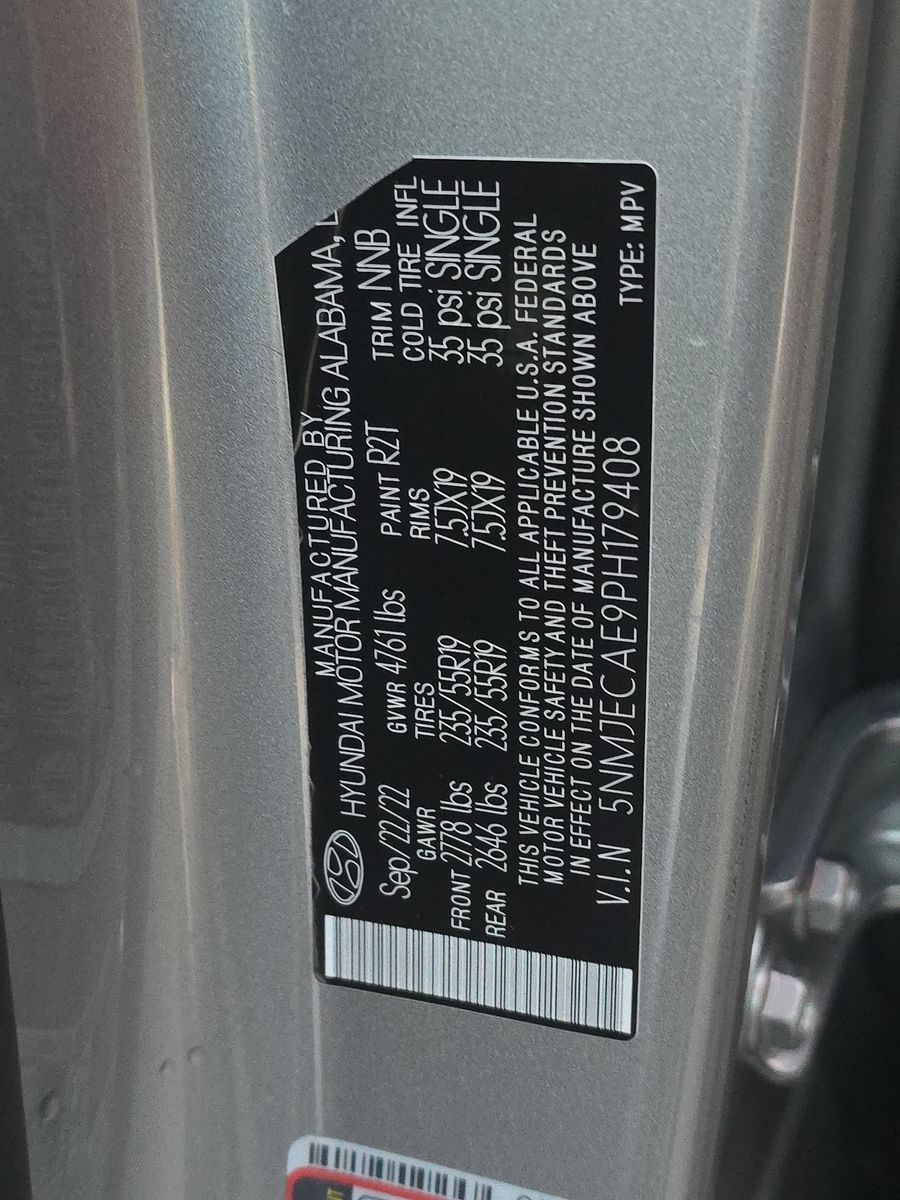 MANUFACTURED BY
HYUNDAI MOTOR MANUFACTURING ALABAMA, L
Sep/22/22 GVWR 4761 lbs PAINT R2T TRIM NNB
GAWR TIRES RIMS COLD TIRE INFL
FRONT 2778 lbs 235/55R19 7.5JX19 35 psi SINGLE
REAR 2646 lbs 235/55R19 7.5JX19 35 psi SINGLE
THIS VEHICLE CONFORMS TO ALL APPLICABLE U.S.A. FEDERAL
MOTOR VEHICLE SAFETY AND THEFT PREVENTION STANDARDS
IN EFFECT ON THE DATE OF MANUFACTURE SHOWN ABOVE
V.I.N 5NMJECAE9PH179408 TYPE: MPV